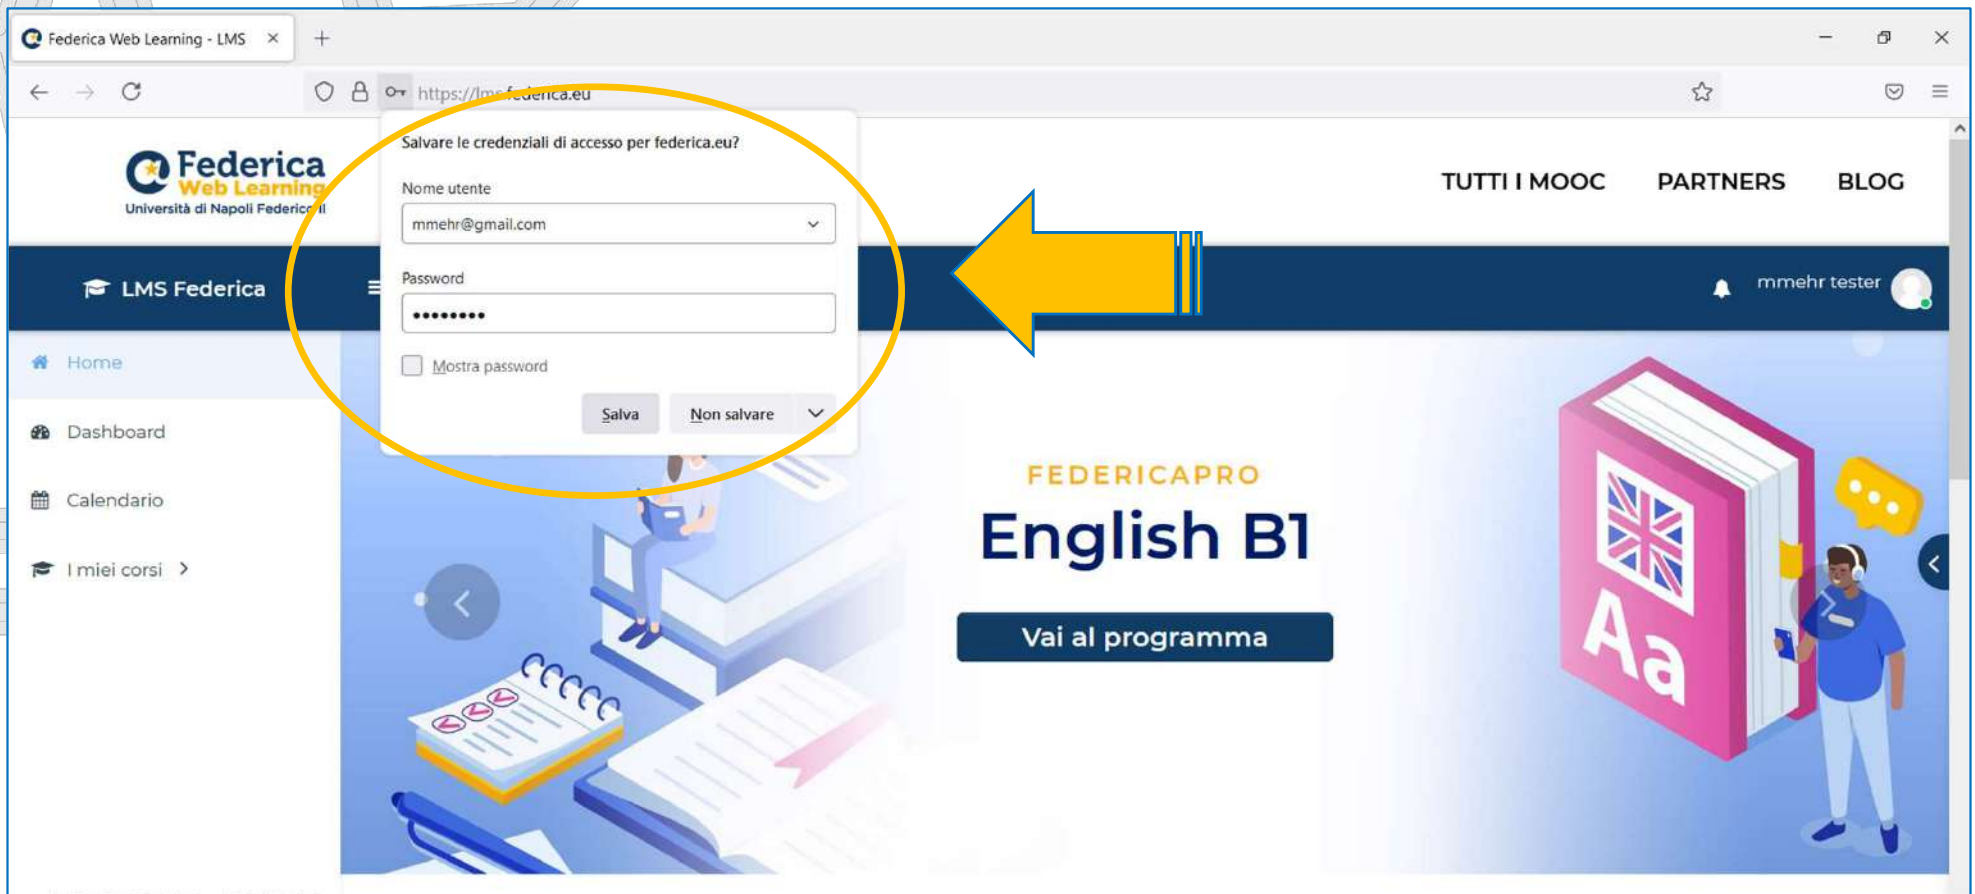 Federica Web Learning - LMS
https://lms.federica.eu
Salvare le credenziali di accesso per federica.eu?
Nome utente
mmehr@gmail.com
Password
Mostra password
Salva
Non salvare
Federica
Web Learning
Università di Napoli Federico II
TUTTI I MOOC
PARTNERS
BLOG
LMS Federica
mmehr tester
Home
Dashboard
Calendario
I miei corsi
FEDERICAPRO
English B1
Vai al programma
Aa